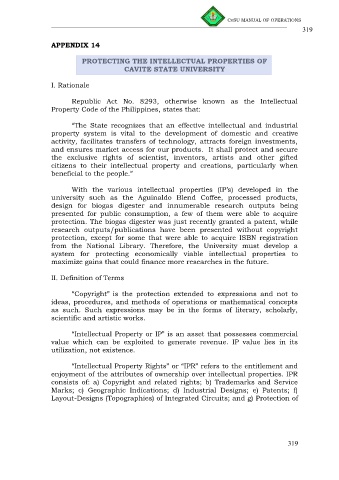 CvSU MANUAL OF OPERATIONS
319
APPENDIX 14
PROTECTING THE INTELLECTUAL PROPERTIES OF
CAVITE STATE UNIVERSITY
I. Rationale
Republic Act No. 8293, otherwise known as the Intellectual
Property Code of the Philippines, states that:
"The State recognizes that an effective intellectual and industrial
property system is vital to the development of domestic and creative
activity, facilitates transfers of technology, attracts foreign investments,
and ensures market access for our products. It shall protect and secure
the exclusive rights of scientist, inventors, artists and other gifted
citizens to their intellectual property and creations, particularly when
beneficial to the people."
With the various intellectual properties (IP's) developed in the
university such as the Aguinaldo Blend Coffee, processed products,
design for biogas digester and innumerable research outputs being
presented for public consumption, a few of them were able to acquire
protection. The biogas digester was just recently granted a patent, while
research outputs/publications have been presented without copyright
protection, except for some that were able to acquire ISBN registration
from the National Library. Therefore, the University must develop a
system for protecting economically viable intellectual properties to
maximize gains that could finance more researches in the future.
II. Definition of Terms
"Copyright" is the protection extended to expressions and not to
ideas, procedures, and methods of operations or mathematical concepts
as such. Such expressions may be in the forms of literary, scholarly,
scientific and artistic works.
"Intellectual Property or IP" is an asset that possesses commercial
value which can be exploited to generate revenue. IP value lies in its
utilization, not existence.
"Intellectual Property Rights" or "IPR" refers to the entitlement and
enjoyment of the attributes of ownership over intellectual properties. IPR
consists of: a) Copyright and related rights; b) Trademarks and Service
Marks; c) Geographic Indications; d) Industrial Designs; e) Patents; f)
Layout-Designs (Topographies) of Integrated Circuits; and g) Protection of
319